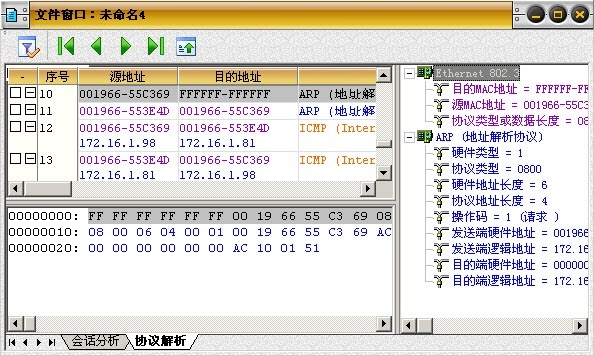 文件窗口：未命名4
- 序号 源地址 目的地址
10 001966-55C369 FFFFFF-FFFFFF ARP (地址解
11 001966-553E4D 001966-55C369 ARP (地址解
12 001966-55C369 001966-553E4D ICMP (Inter
172.16.1.98 172.16.1.81
13 001966-553E4D 001966-55C369 ICMP (Inter
172.16.1.81 172.16.1.98
00000000: FF FF FF FF FF FF 00 19 66 55 C3 69 08
00000010: 08 00 06 04 00 01 00 19 66 55 C3 69 AC
00000020: 00 00 00 00 00 00 AC 10 01 51
会话分析 协议解析
Ethernet 802.3
目的MAC地址 = FFFFFF-FF
源MAC地址 = 001966-55C3
协议类型或数据长度 = 08
ARP (地址解析协议)
硬件类型 = 1
协议类型 = 0800
硬件地址长度 = 6
协议地址长度 = 4
操作码 = 1 (请求 )
发送端硬件地址 = 001966
发送端逻辑地址 = 172.16
目的端硬件地址 = 000000
目的端逻辑地址 = 172.16